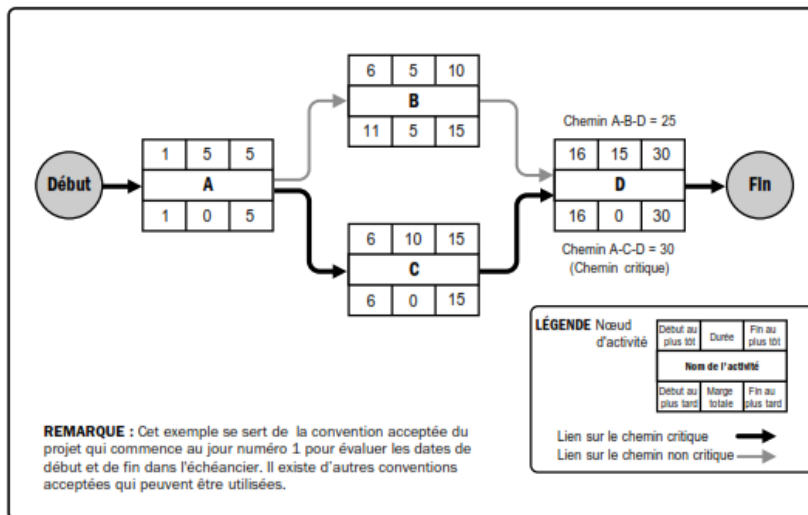 6 5 10
B
11 5 15
Chemin A-B-D = 25
Début
1 5 5
A
1 0 5
16 15 30
D
16 0 30
Fin
6 10 15
C
6 0 15
Chemin A-C-D = 30
(Chemin critique)
LÉGENDE Nœud
d'activité
Début au
plus tôt
Durée
Fin au
plus tôt
Nom de l'activité
Début au
plus tard
Marge
totale
Fin au
plus tard
Lien sur le chemin critique
Lien sur le chemin non critique
REMARQUE : Cet exemple se sert de la convention acceptée du
projet qui commence au jour numéro 1 pour évaluer les dates de
début et de fin dans l'échéancier. Il existe d'autres conventions
acceptées qui peuvent être utilisées.